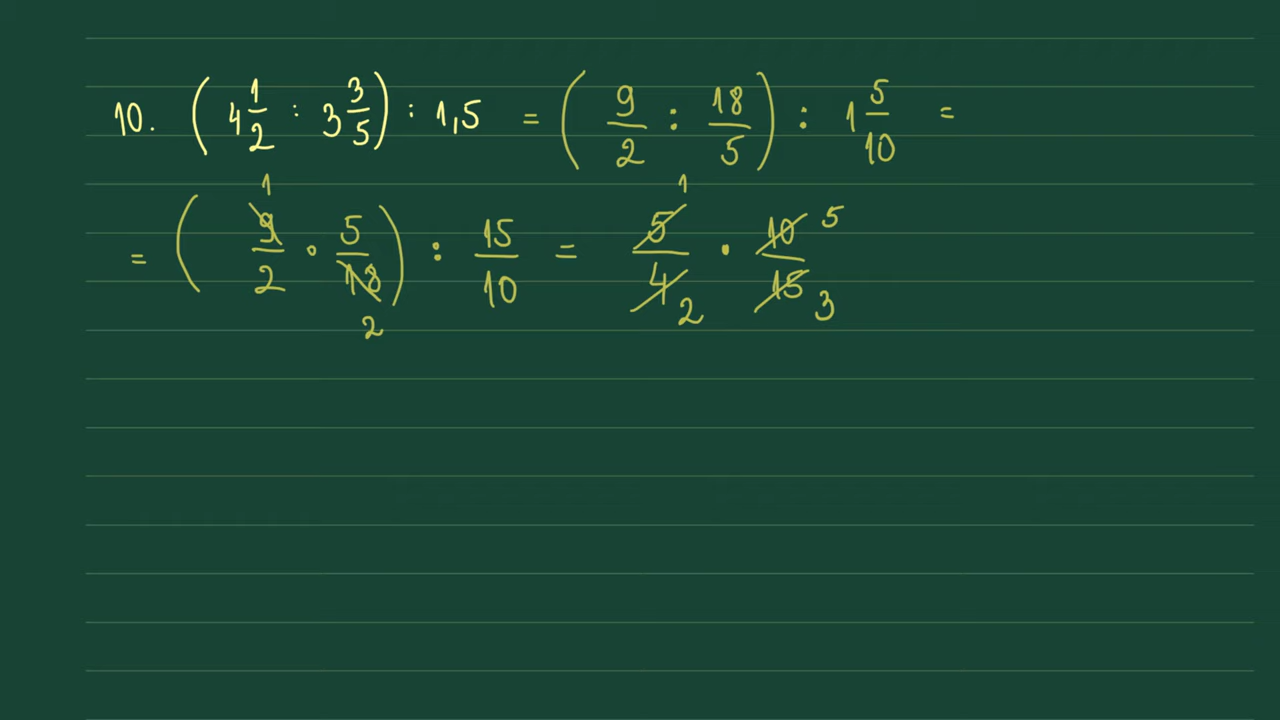 10. (4 1/2 : 3 3/5) : 1,5 = (9/2 : 18/5) : 1 5/10 =
1 1
= (9/2 · 5/18) : 15/10 = 5/4 · 10/15 5
2 2 3